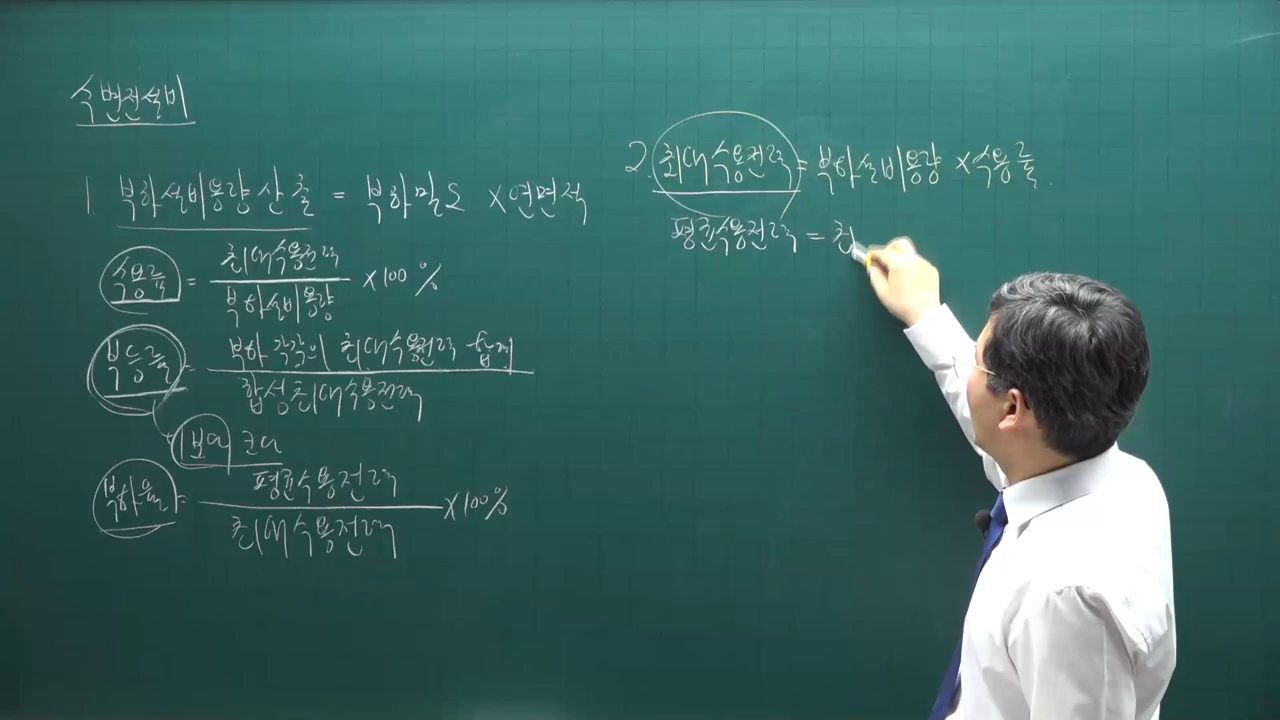 수변전설비
1. 부하설비용량 산출 = 부하밀도 ×연면적
수용률 = 최대수용전력 / 부하설비용량 ×100%
부등률 = 부하 각각의 최대수용전력 합계 / 합성최대수용전력
1보다 크다
부하율 = 평균수용전력 / 최대수용전력 ×100%
2. 최대수용전력 = 부하설비용량 ×수용률
평균수용전력 = 최